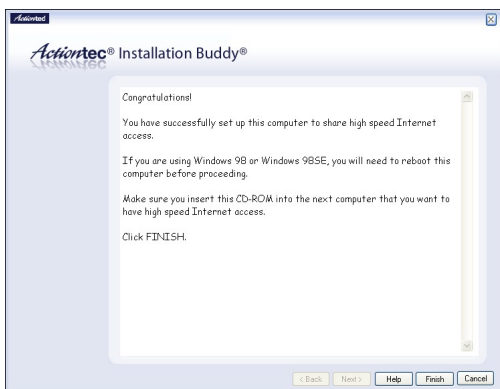 Actiontec
Actiontec® Installation Buddy®
Congratulations!
You have successfully set up this computer to share high speed Internet
access.
If you are using Windows 98 or Windows 98SE, you will need to reboot this
computer before proceeding.
Make sure you insert this CD-ROM into the next computer that you want to
have high speed Internet access.
Click FINISH.
< Back Next > Help Finish Cancel